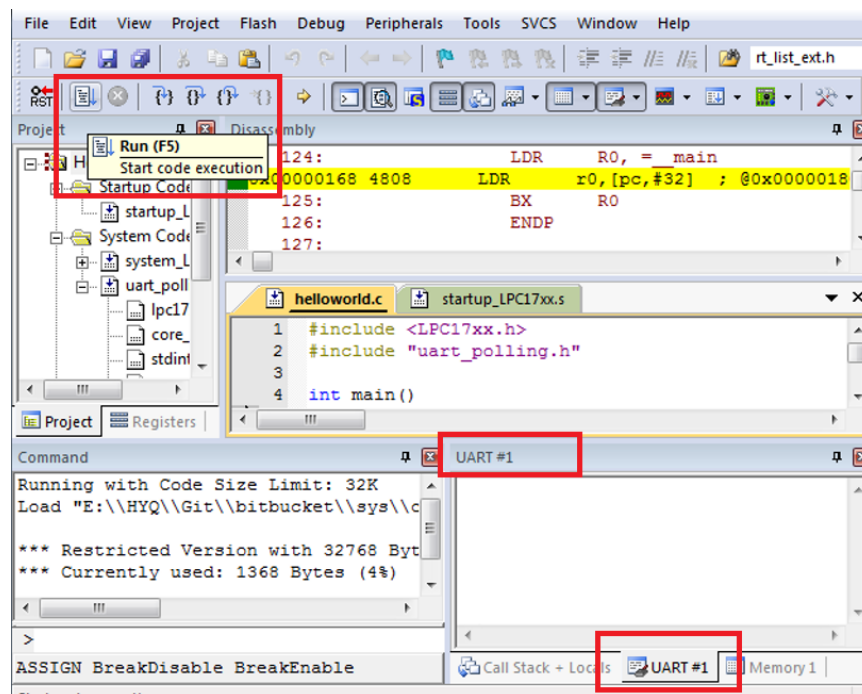 File Edit View Project Flash Debug Peripherals Tools SVCS Window Help
rt_list_ext.h
RST
Project
Disassembly
Run (F5)
Start code execution
124: LDR R0, =__main
0x00000168 4808 LDR r0,[pc,#32] ; @0x0000018
125: BX R0
126: ENDP
127:
H
Startup Code
startup_L
System Code
system_L
uart_poll
lpc17
core_
stdint
helloworld.c startup_LPC17xx.s
1 #include <LPC17xx.h>
2 #include "uart_polling.h"
3
4 int main()
Project Registers
Command
UART #1
Running with Code Size Limit: 32K
Load "E:\\HYQ\\Git\\bitbucket\\sys\\c
*** Restricted Version with 32768 Byt
*** Currently used: 1368 Bytes (4%)
>
ASSIGN BreakDisable BreakEnable
Call Stack + Locals UART #1 Memory 1